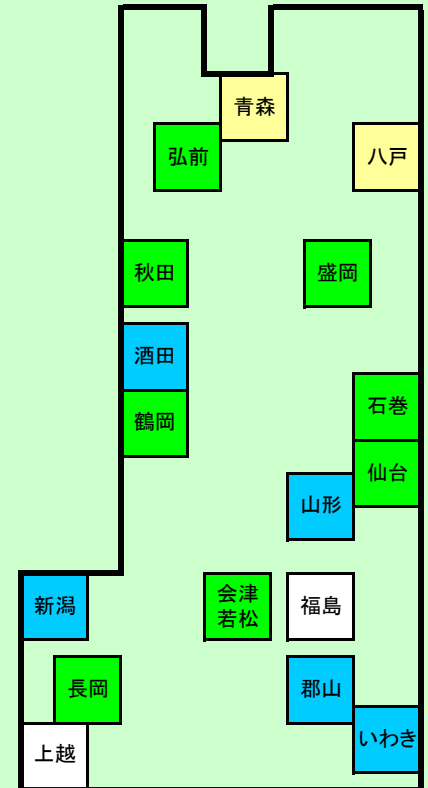 青森
弘前
八戸
秋田
盛岡
酒田
石巻
鶴岡
仙台
山形
新潟
会津
若松
福島
長岡
郡山
いわき
上越